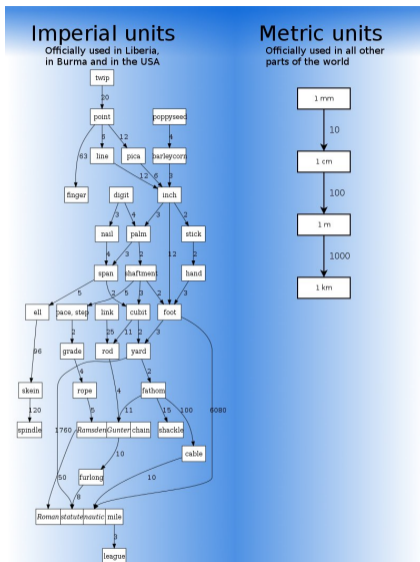 Imperial units
Officially used in Liberia,
in Burma and in the USA
Metric units
Officially used in all other
parts of the world
twip
20
point
poppyseed
63
5
12
4
line
pica
barleycorn
12
6
3
finger
digit
inch
3
4
3
12
2
nail
palm
stick
4
3
2
2
span
shaftment
hand
5
2
5
3
2
3
ell
pace, step
link
cubit
foot
96
2
25
11
2
3
6080
grade
rod
yard
4
4
2
skein
rope
fathom
120
5
11
15
100
spindle
Ramsden
Gunter
chain
shackle
1760
10
cable
50
furlong
10
8
Roman
statute
nautic
mile
3
league
1 mm
10
1 cm
100
1 m
1000
1 km